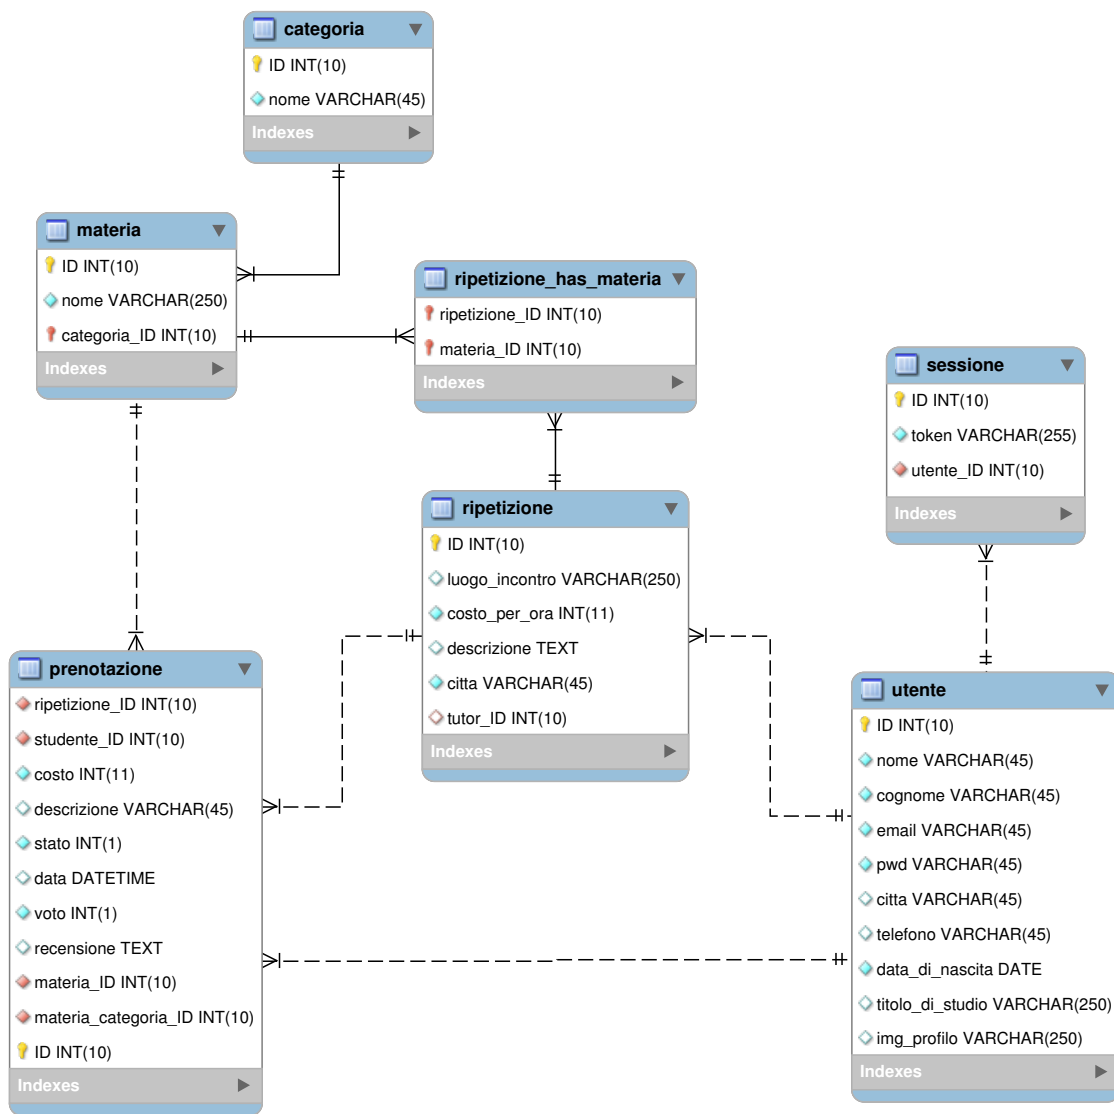 categoria
ID INT(10)
nome VARCHAR(45)
Indexes
materia
ID INT(10)
nome VARCHAR(250)
categoria_ID INT(10)
Indexes
ripetizione_has_materia
ripetizione_ID INT(10)
materia_ID INT(10)
Indexes
sessione
ID INT(10)
token VARCHAR(255)
utente_ID INT(10)
Indexes
ripetizione
ID INT(10)
luogo_incontro VARCHAR(250)
costo_per_ora INT(11)
descrizione TEXT
citta VARCHAR(45)
tutor_ID INT(10)
Indexes
prenotazione
ripetizione_ID INT(10)
studente_ID INT(10)
costo INT(11)
descrizione VARCHAR(45)
stato INT(1)
data DATETIME
voto INT(1)
recensione TEXT
materia_ID INT(10)
materia_categoria_ID INT(10)
ID INT(10)
Indexes
utente
ID INT(10)
nome VARCHAR(45)
cognome VARCHAR(45)
email VARCHAR(45)
pwd VARCHAR(45)
citta VARCHAR(45)
telefono VARCHAR(45)
data_di_nascita DATE
titolo_di_studio VARCHAR(250)
img_profilo VARCHAR(250)
Indexes